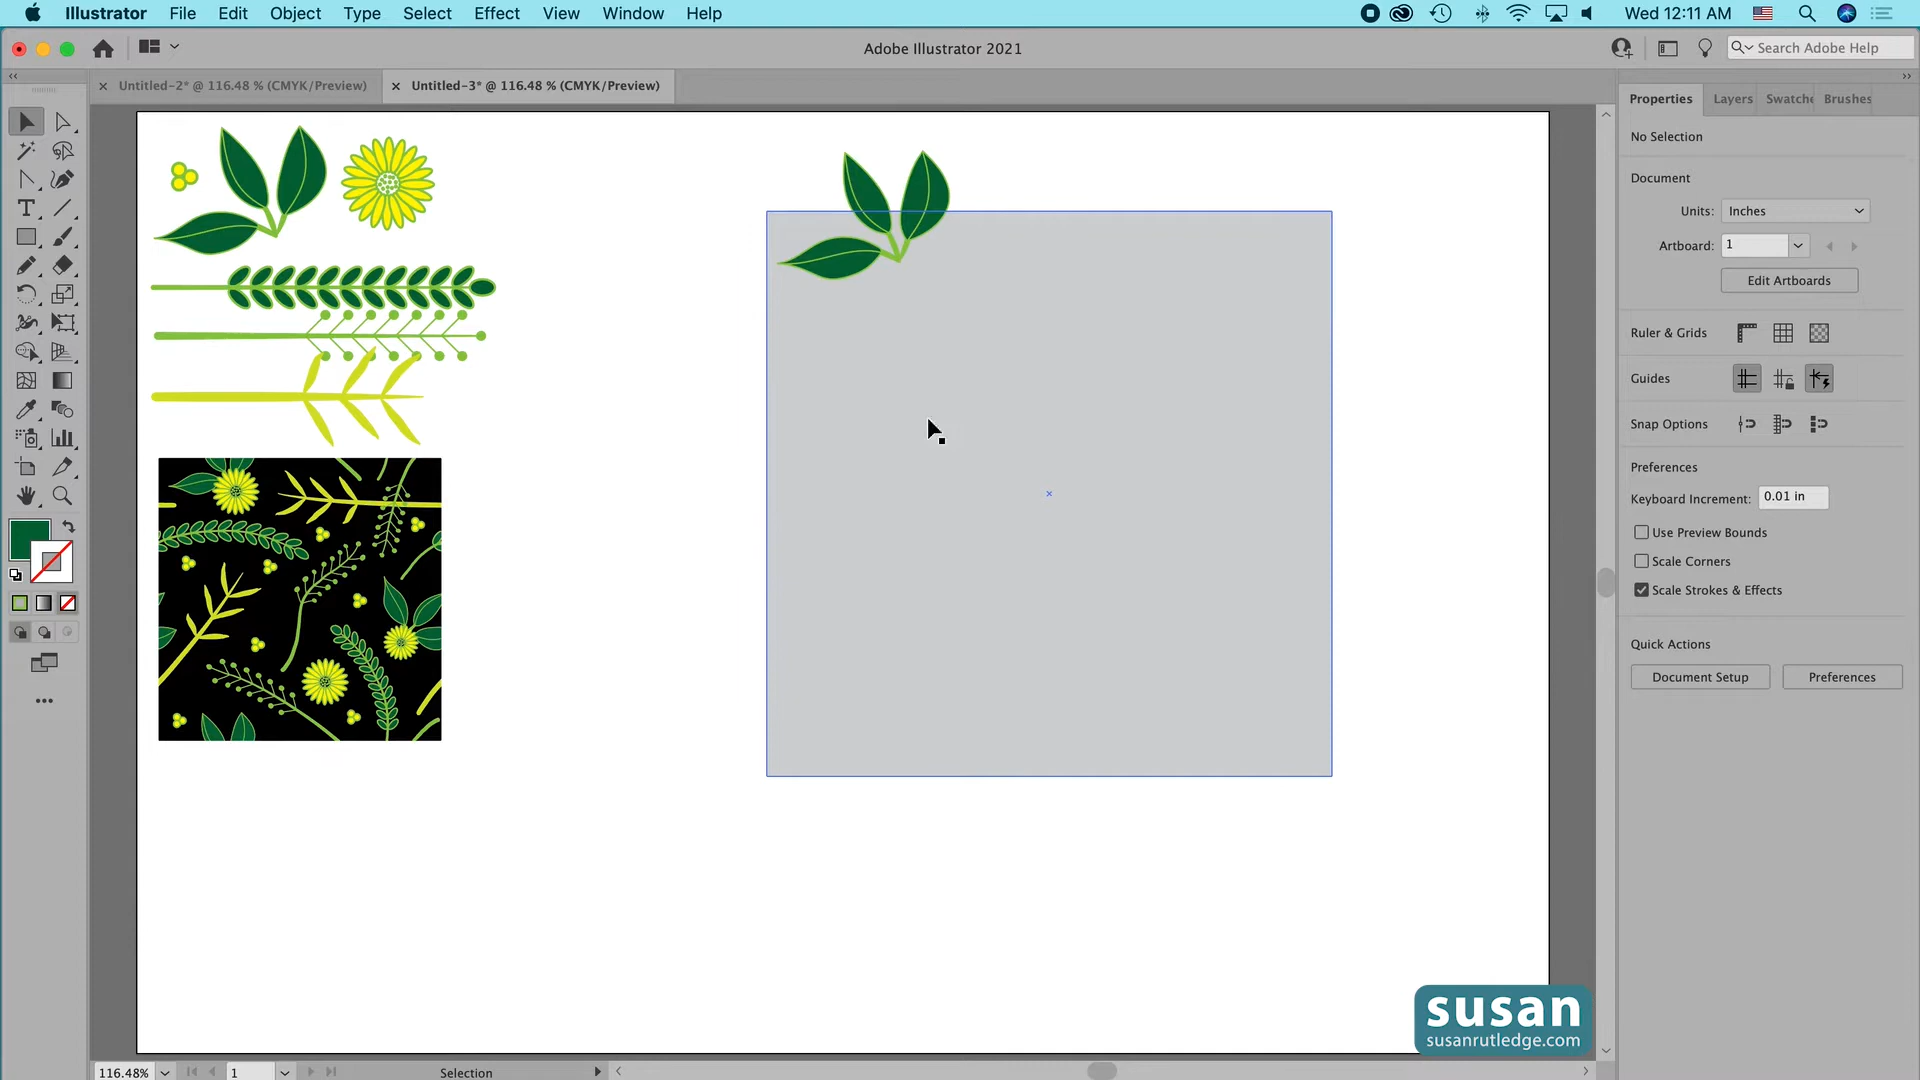 Illustrator File Edit Object Type Select Effect View Window Help
Wed 12:11 AM
Adobe Illustrator 2021
Search Adobe Help
Untitled-2* @ 116.48 % (CMYK/Preview)
Untitled-3* @ 116.48 % (CMYK/Preview)
Properties Layers Swatche Brushes
No Selection
Document
Units: Inches
Artboard: 1
Edit Artboards
Ruler & Grids
Guides
Snap Options
Preferences
Keyboard Increment: 0.01 in
Use Preview Bounds
Scale Corners
Scale Strokes & Effects
Quick Actions
Document Setup Preferences
susan
susanrutledge.com
116.48% 1 Selection